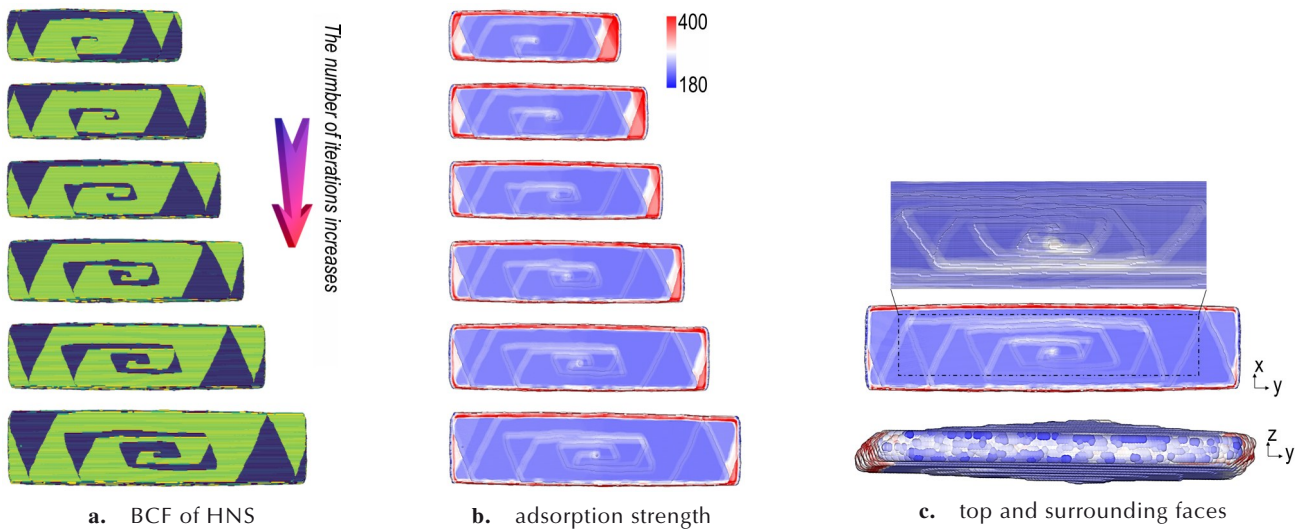 The number of iterations increases
400
180
x
y
z
y
a. BCF of HNS
b. adsorption strength
c. top and surrounding faces